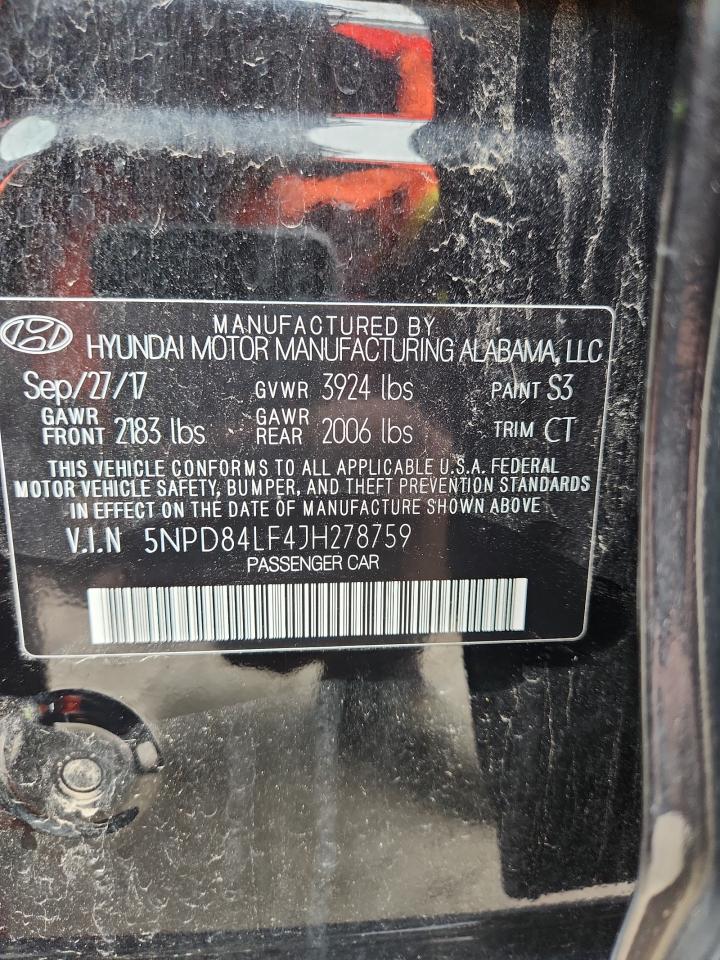 MANUFACTURED BY
HYUNDAI MOTOR MANUFACTURING ALABAMA, LLC
Sep/27/17 GVWR 3924 lbs PAINT S3
GAWR FRONT 2183 lbs GAWR REAR 2006 lbs TRIM CT
THIS VEHICLE CONFORMS TO ALL APPLICABLE U.S.A. FEDERAL
MOTOR VEHICLE SAFETY, BUMPER, AND THEFT PREVENTION STANDARDS
IN EFFECT ON THE DATE OF MANUFACTURE SHOWN ABOVE.
V.I.N 5NPD84LF4JH278759
PASSENGER CAR